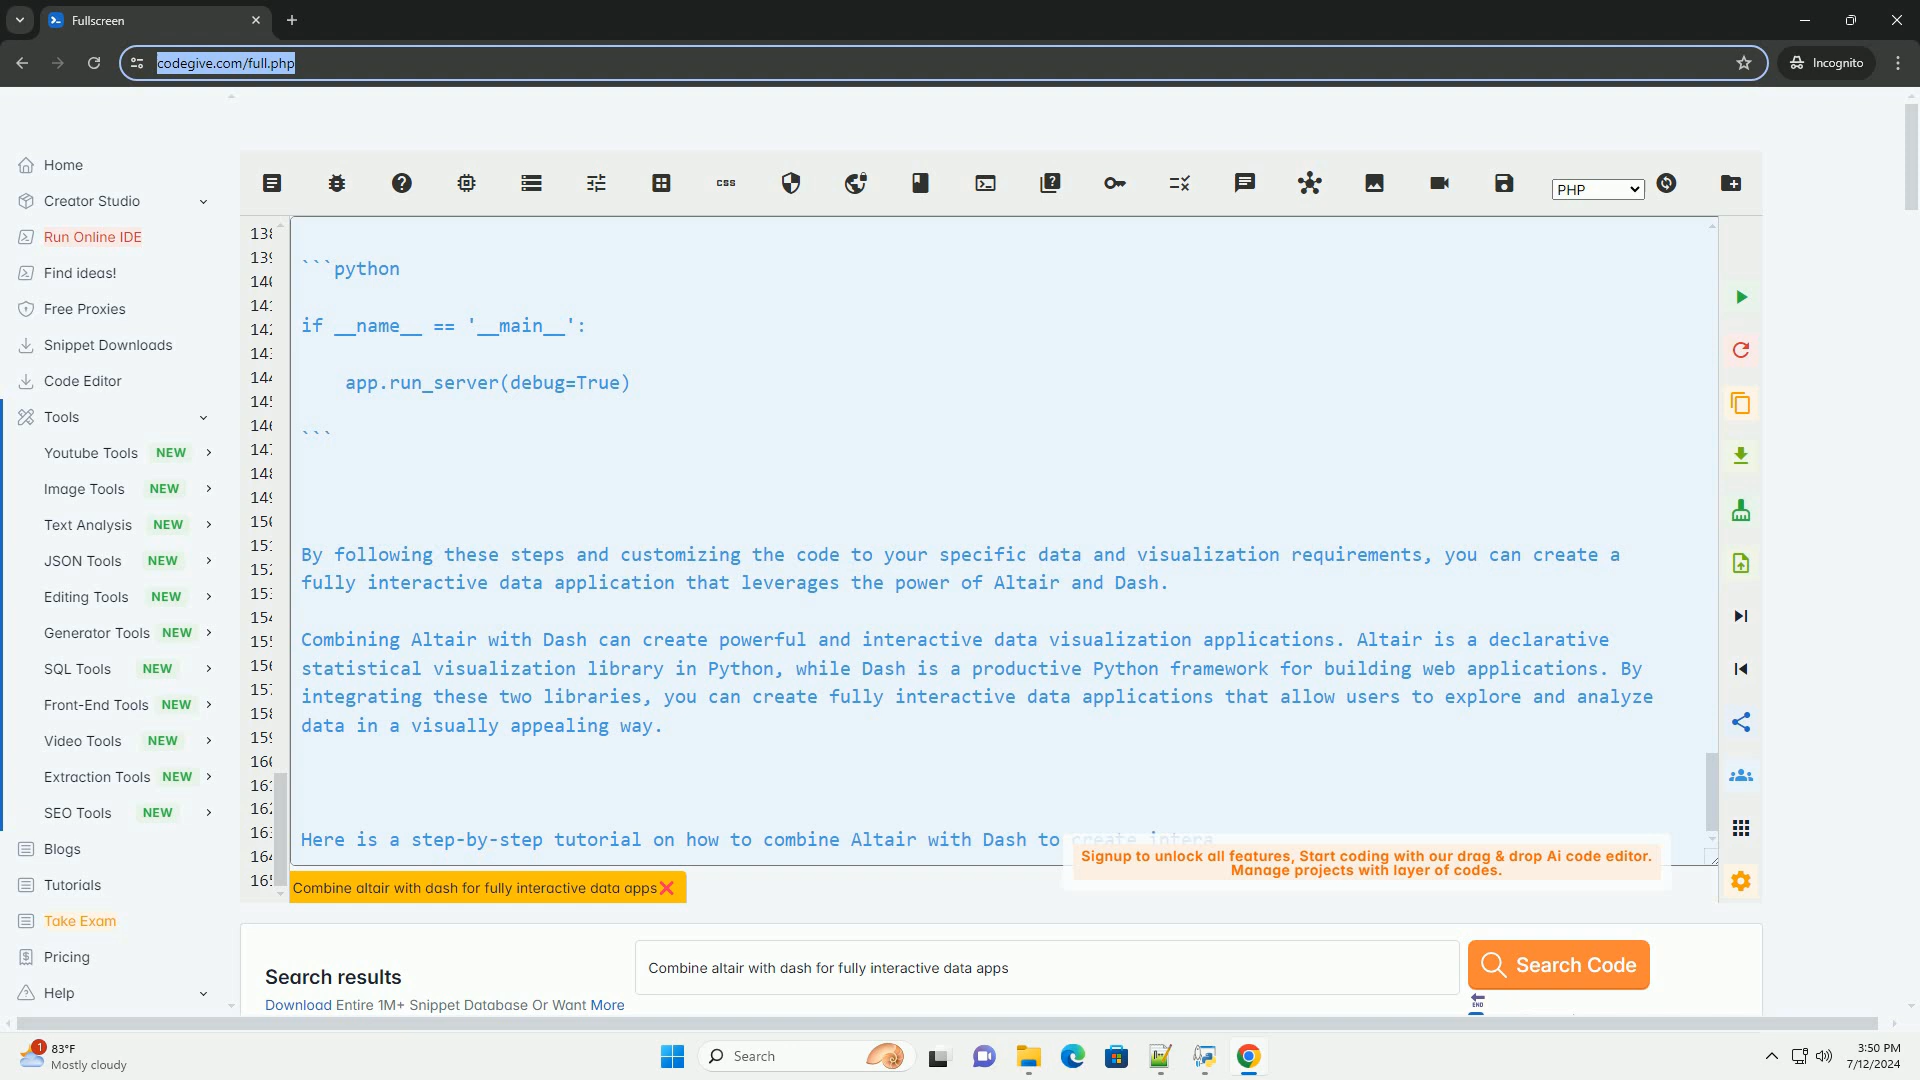 Fullscreen
codegive.com/full.php
Incognito
Home
Creator Studio
Run Online IDE
Find ideas!
Free Proxies
Snippet Downloads
Code Editor
Tools
Youtube Tools NEW
Image Tools NEW
Text Analysis NEW
JSON Tools NEW
Editing Tools NEW
Generator Tools NEW
SQL Tools NEW
Front-End Tools NEW
Video Tools NEW
Extraction Tools NEW
SEO Tools NEW
Blogs
Tutorials
Take Exam
Pricing
Help
css
PHP
```python
if __name__ == '__main__':
app.run_server(debug=True)
```
By following these steps and customizing the code to your specific data and visualization requirements, you can create a
fully interactive data application that leverages the power of Altair and Dash.
Combining Altair with Dash can create powerful and interactive data visualization applications. Altair is a declarative
statistical visualization library in Python, while Dash is a productive Python framework for building web applications. By
integrating these two libraries, you can create fully interactive data applications that allow users to explore and analyze
data in a visually appealing way.
Here is a step-by-step tutorial on how to combine Altair with Dash to create intera
Signup to unlock all features, Start coding with our drag & drop Ai code editor.
Manage projects with layer of codes.
Combine altair with dash for fully interactive data apps
Search results
Combine altair with dash for fully interactive data apps
Search Code
Download Entire 1M+ Snippet Database Or Want More
END
1
83°F
Mostly cloudy
Search
3:50 PM
7/12/2024